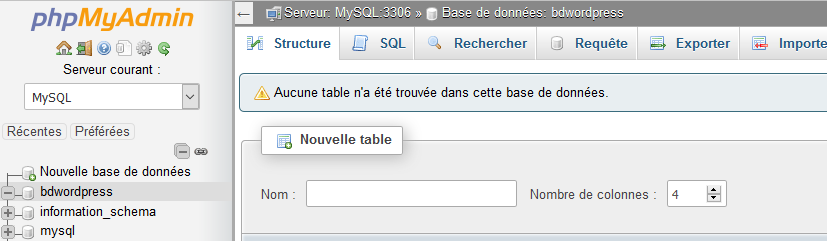 phpMyAdmin
Serveur courant :
MySQL
Récentes Préférées
Nouvelle base de données
bdwordpress
information_schema
mysql
Serveur: MySQL:3306 » Base de données: bdwordpress
Structure SQL Rechercher Requête Exporter Importe
Aucune table n'a été trouvée dans cette base de données.
Nouvelle table
Nom : Nombre de colonnes : 4